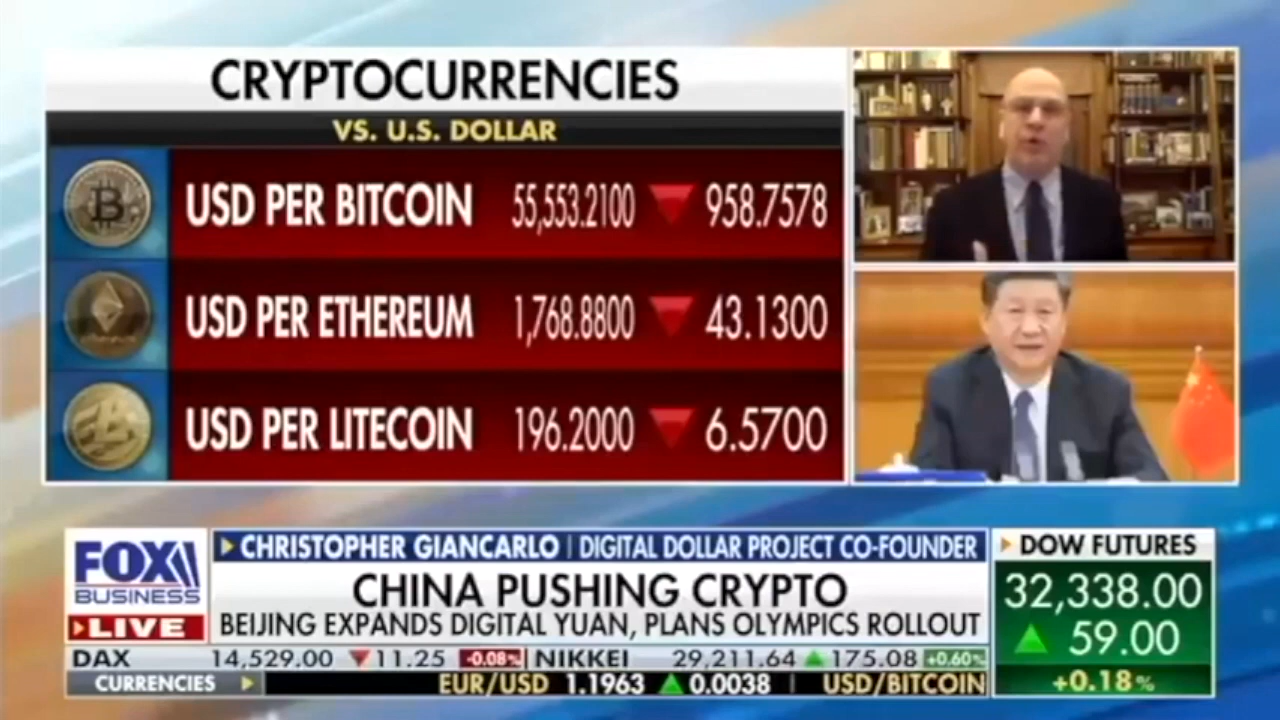 CRYPTOCURRENCIES
VS. U.S. DOLLAR
USD PER BITCOIN 55,553.2100 ▼ 958.7578
USD PER ETHEREUM 1,768.8800 ▼ 43.1300
USD PER LITECOIN 196.2000 ▼ 6.5700
FOX
BUSINESS
LIVE
CHRISTOPHER GIANCARLO | DIGITAL DOLLAR PROJECT CO-FOUNDER
CHINA PUSHING CRYPTO
BEIJING EXPANDS DIGITAL YUAN, PLANS OLYMPICS ROLLOUT
DOW FUTURES
32,338.00
▲ 59.00
+0.18%
DAX 14,529.00 ▼ 11.25 -0.08% NIKKEI 29,211.64 ▲ 175.08 +0.60%
CURRENCIES EUR/USD 1.1963 ▲ 0.0038 | USD/BITCOIN